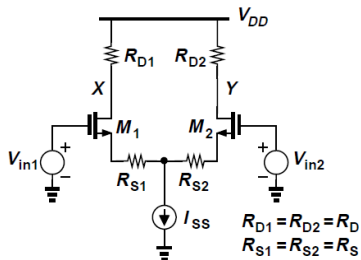 V_DD
R_D1 R_D2
X Y
M_1 M_2
V_in1 + − R_S1 R_S2 V_in2 + −
I_SS
R_D1 = R_D2 = R_D
R_S1 = R_S2 = R_S